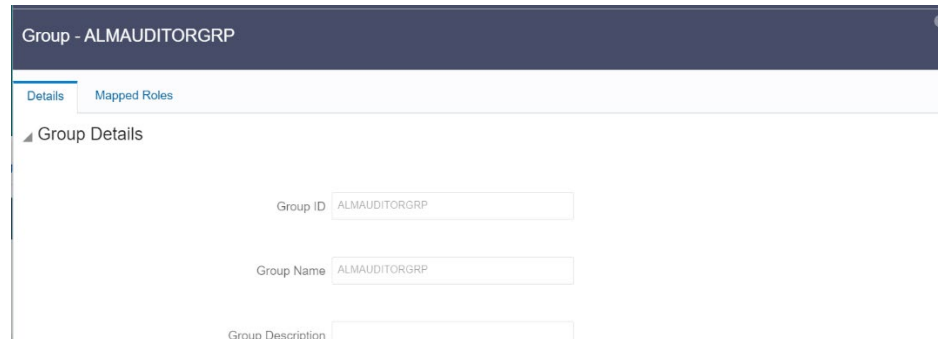 Group - ALMAUDITORGRP
Details Mapped Roles
Group Details
Group ID ALMAUDITORGRP
Group Name ALMAUDITORGRP
Group Description